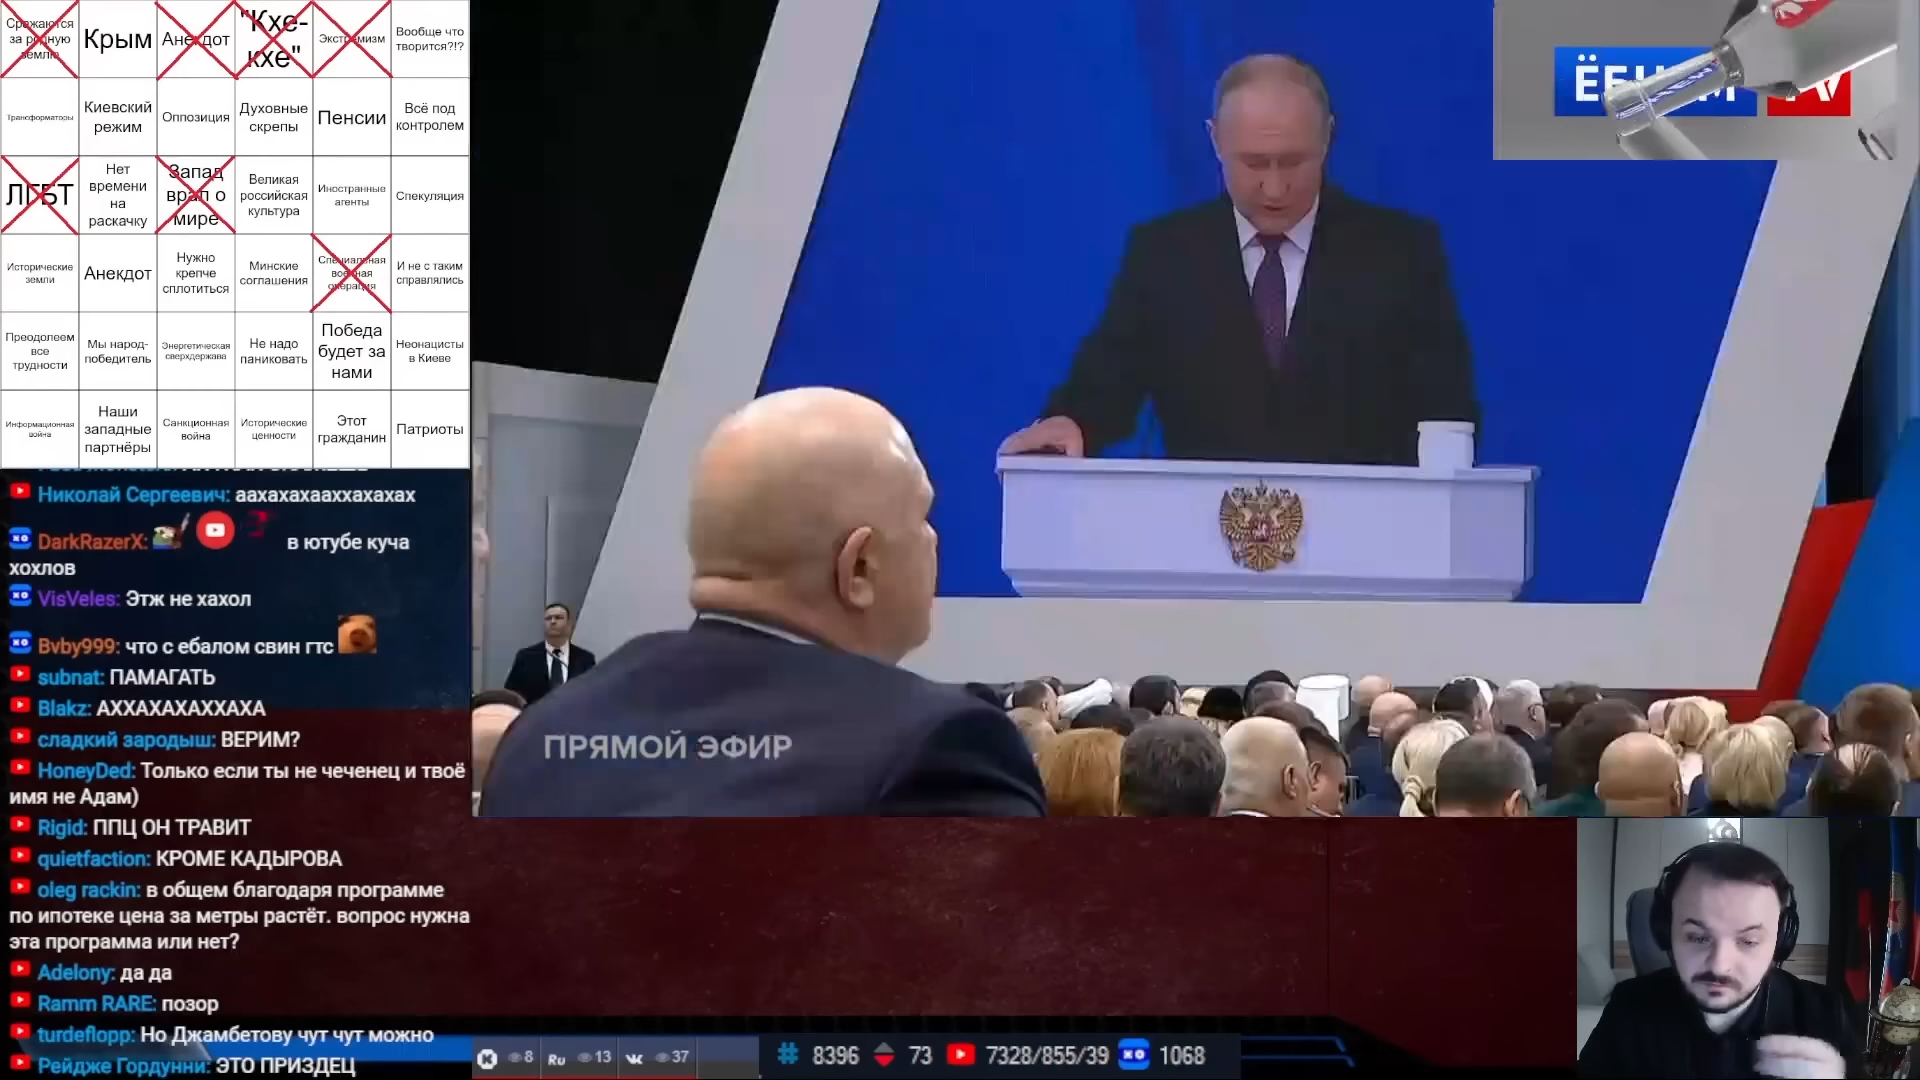 Сражаются
за родную
землю
Крым
Анекдот
"Кхе-
кхе"
Экстремизм
Вообще что
творится?!?
Трансформаторы
Киевский
режим
Оппозиция
Духовные
скрепы
Пенсии
Всё под
контролем
ЛГБТ
Нет
времени
на
раскачку
Запад
врал о
мире
Великая
российская
культура
Иностранные
агенты
Спекуляция
Исторические
земли
Анекдот
Нужно
крепче
сплотиться
Минские
соглашения
Специальная
военная
операция
И не с таким
справлялись
Преодолеем
все
трудности
Мы народ-
победитель
Энергетическая
сверхдержава
Не надо
паниковать
Победа
будет за
нами
Неонацисты
в Киеве
Информационная
война
Наши
западные
партнёры
Санкционная
война
Исторические
ценности
Этот
гражданин
Патриоты
Николай Сергеевич: аахахахааххахахах
DarkRazerX: в ютубе куча
хохлов
VisVeles: Этж не хахол
Bvby999: что с ебалом свин гтс
subnat: ПАМАГАТЬ
Blakz: АХХАХАХАХХАХА
сладкий зародыш: ВЕРИМ?
HoneyDed: Только если ты не чеченец и твоё
имя не Адам)
Rigid: ППЦ ОН ТРАВИТ
quietfaction: КРОМЕ КАДЫРОВА
oleg rackin: в общем благодаря программе
по ипотеке цена за метры растёт. вопрос нужна
эта программа или нет?
Adelony: да да
Ramm RARE: позор
turdeflopp: Но Джамбетову чут чут можно
Рейдже Гордунни: ЭТО ПРИЗДЕЦ
ПРЯМОЙ ЭФИР
8
Ru 13
37
# 8396 73 7328/855/39 1068